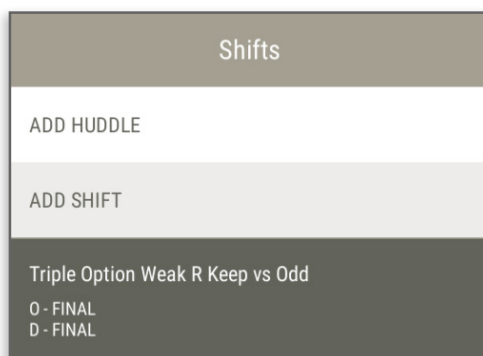 Shifts
ADD HUDDLE
ADD SHIFT
Triple Option Weak R Keep vs Odd
O - FINAL
D - FINAL